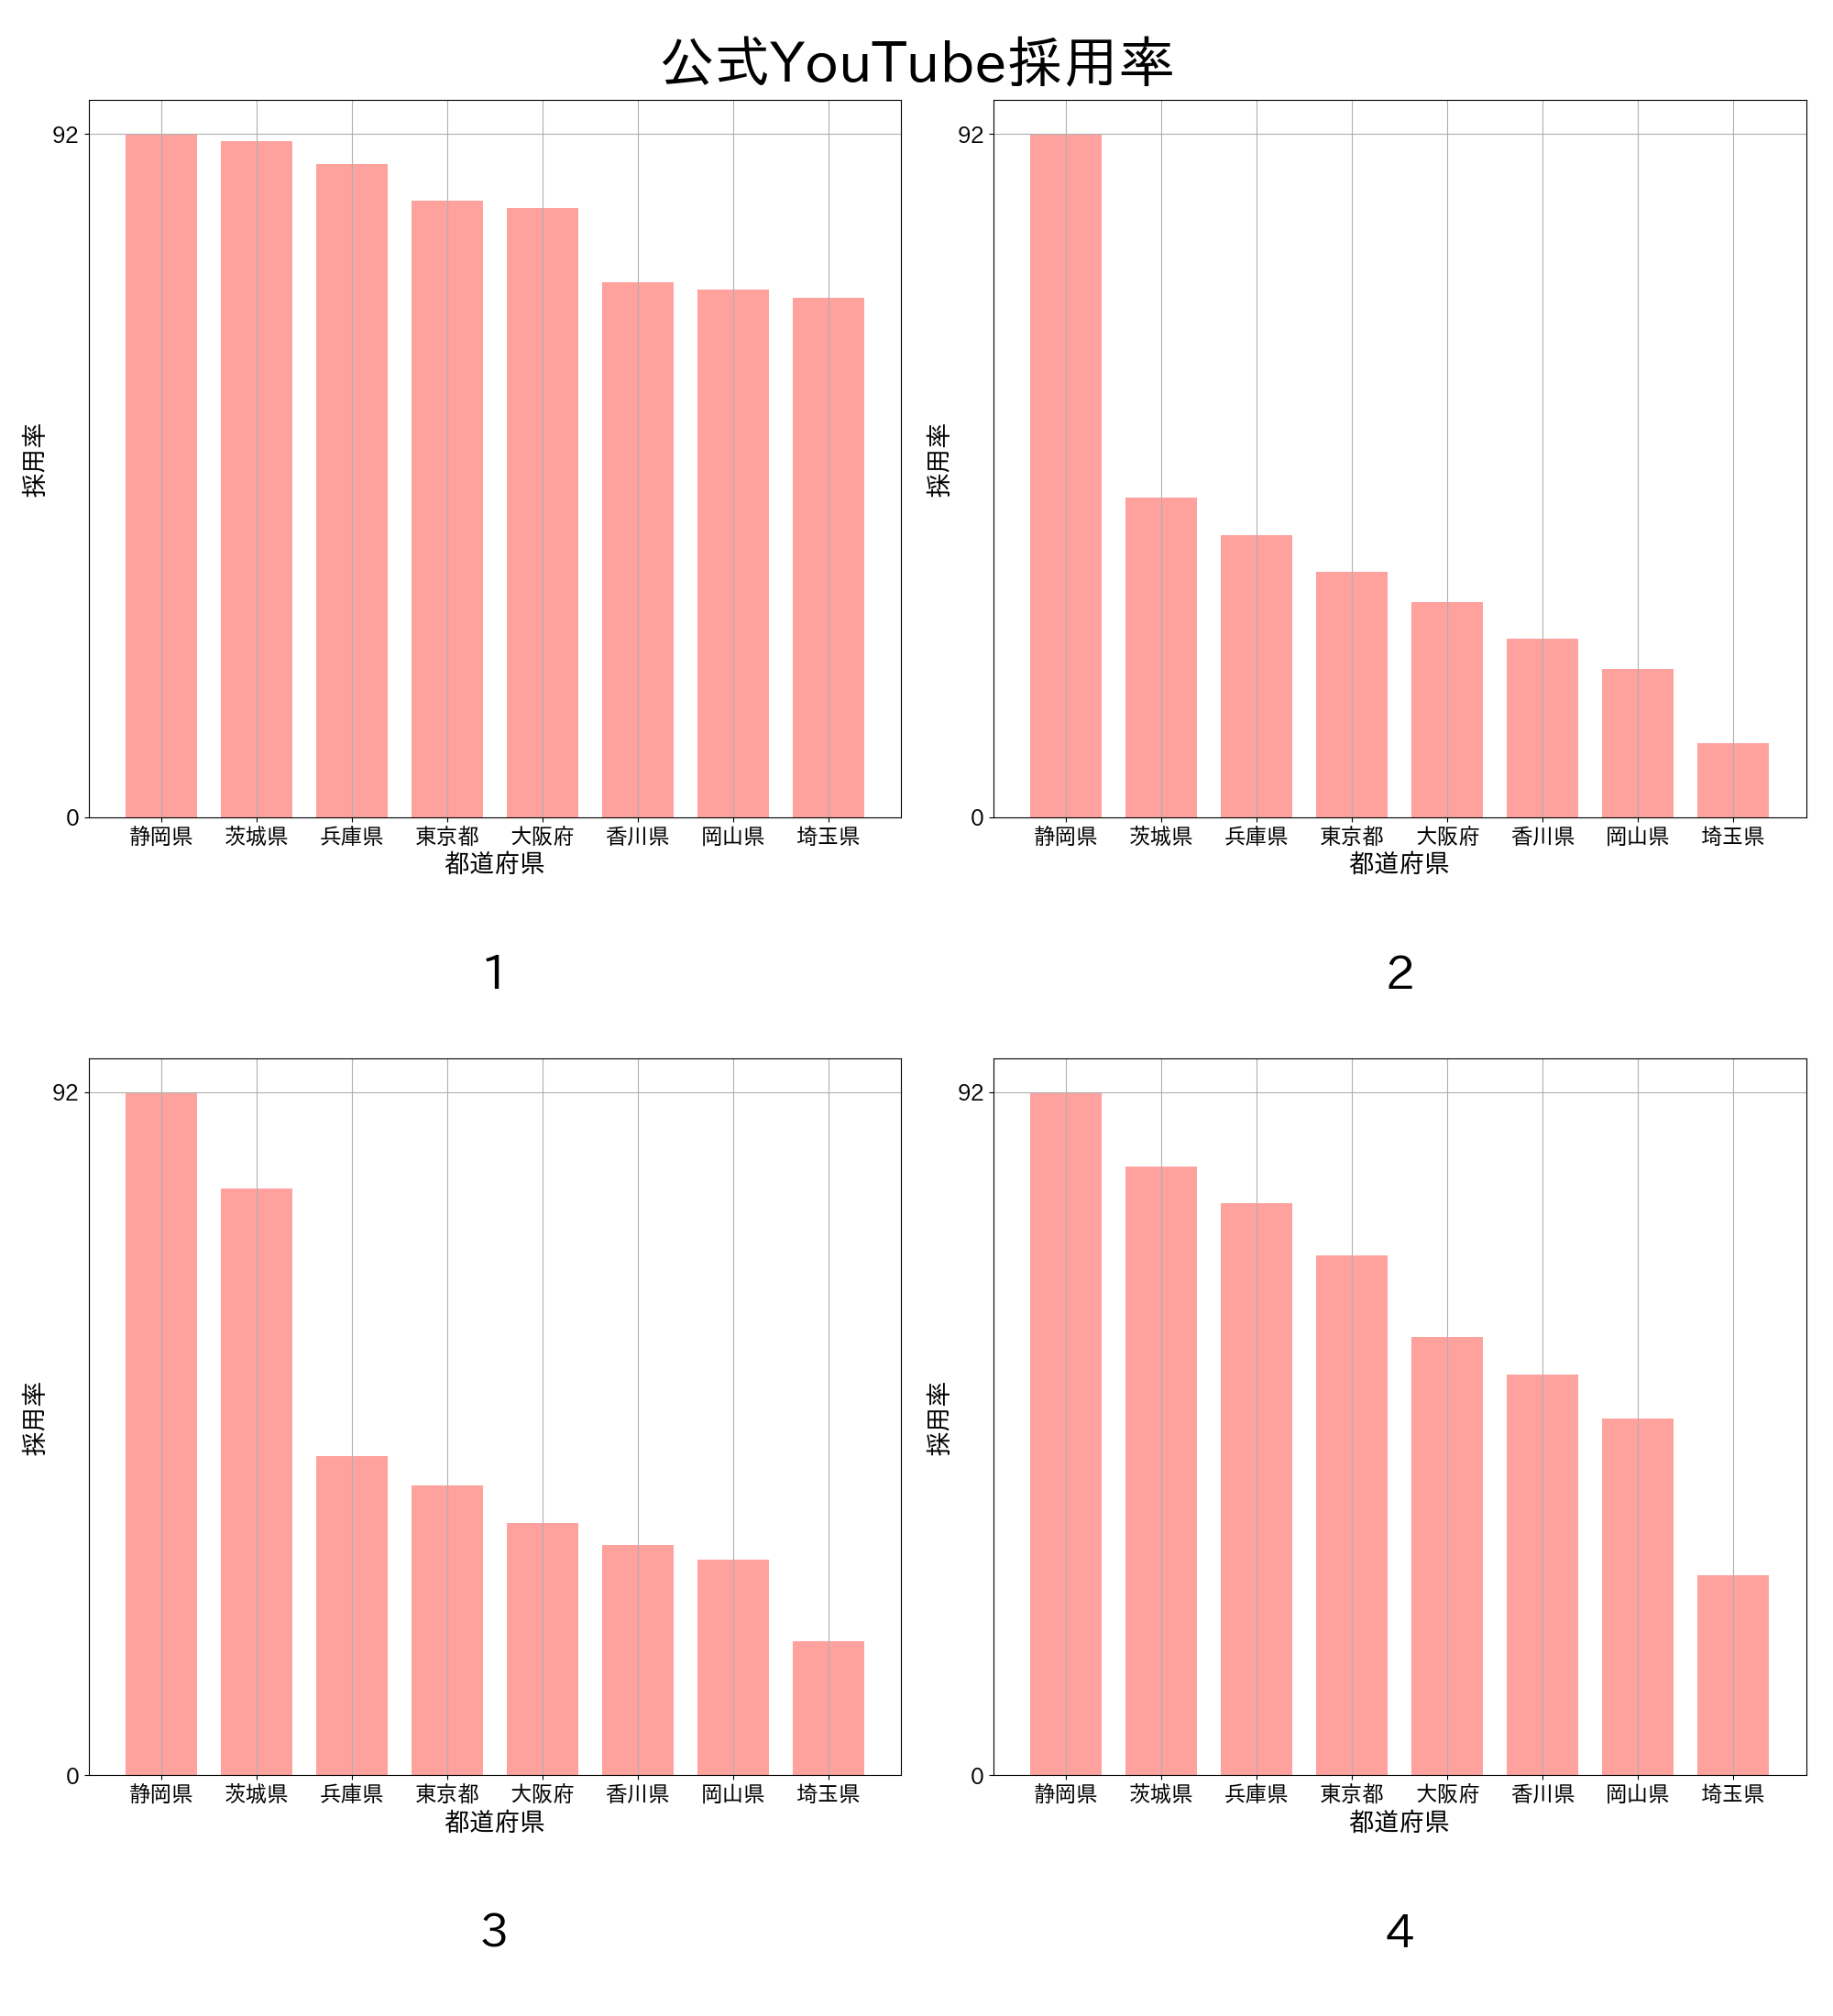 公式YouTube採用率
92
0
採用率
静岡県 茨城県 兵庫県 東京都 大阪府 香川県 岡山県 埼玉県
都道府県
1
92
0
採用率
静岡県 茨城県 兵庫県 東京都 大阪府 香川県 岡山県 埼玉県
都道府県
2
92
0
採用率
静岡県 茨城県 兵庫県 東京都 大阪府 香川県 岡山県 埼玉県
都道府県
3
92
0
採用率
静岡県 茨城県 兵庫県 東京都 大阪府 香川県 岡山県 埼玉県
都道府県
4